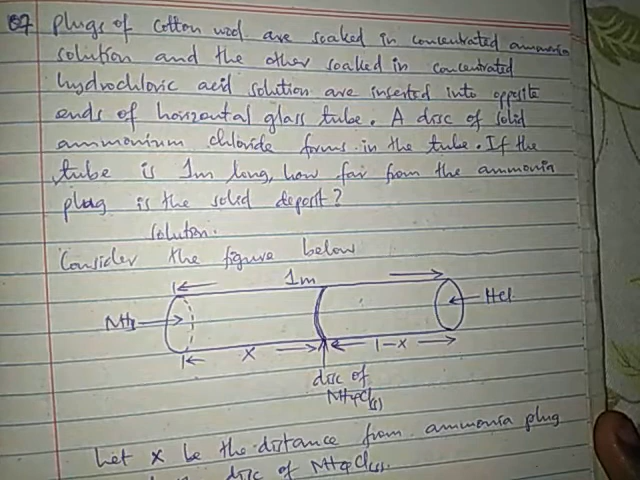 Q7 plugs of cotton wool are soaked in concentrated ammonia
solution and the other soaked in concentrated
hydrochloric acid solution are inserted into opposite
ends of horizontal glass tube. A disc of solid
ammonium chloride forms in the tube. If the
tube is 1m long, how far from the ammonia
plug is the solid deposit?
solution.
Consider the figure below
1m
NH3
HCl
x
1-x
disc of
NH4Cl(s)
Let x be the distance from ammonia plug
disc of NH4Cl(s).